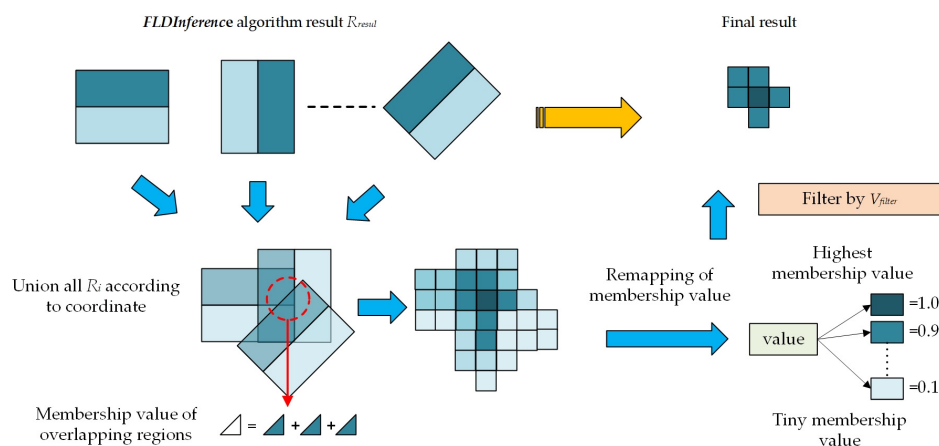 FLDInference algorithm result Rresul
Final result
Filter by Vfilter
Union all Ri according
to coordinate
Remapping of
membership value
Highest
membership value
value
=1.0
=0.9
=0.1
Tiny membership
value
Membership value of
overlapping regions
= + +